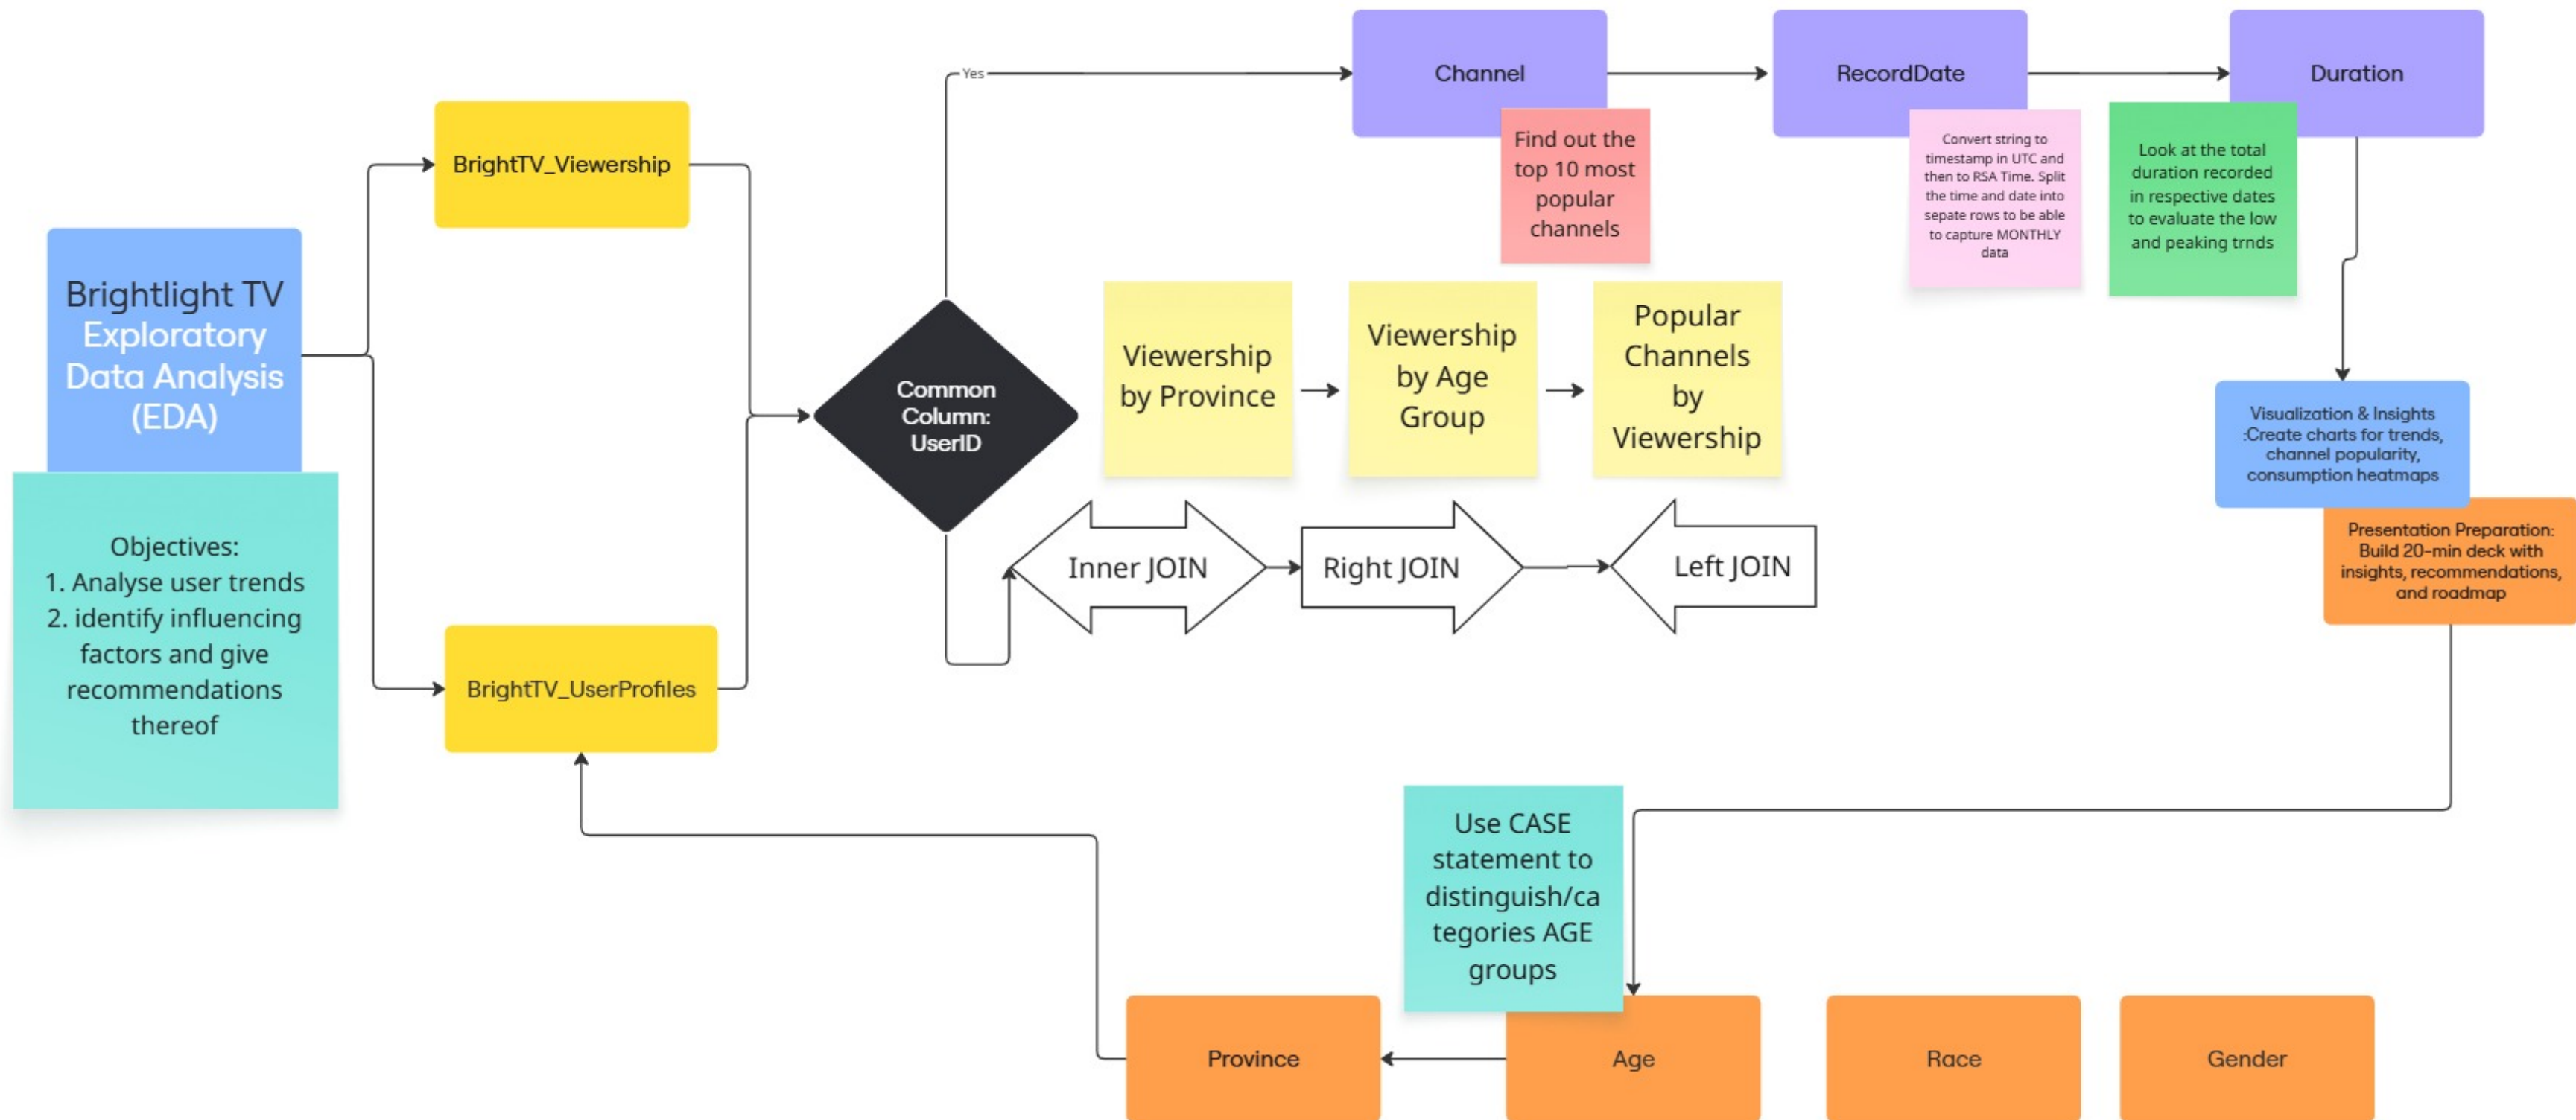 Brightlight TV
Exploratory
Data Analysis
(EDA)
Objectives:
1. Analyse user trends
2. identify influencing
factors and give
recommendations
thereof
BrightTV_Viewership
BrightTV_UserProfiles
Common
Column:
UserID
Yes
Channel
Find out the
top 10 most
popular
channels
RecordDate
Convert string to
timestamp in UTC and
then to RSA Time. Split
the time and date into
sepate rows to be able
to capture MONTHLY
data
Duration
Look at the total
duration recorded
in respective dates
to evaluate the low
and peaking trnds
Viewership
by Province
Viewership
by Age
Group
Popular
Channels
by
Viewership
Inner JOIN
Right JOIN
Left JOIN
Visualization & Insights
:Create charts for trends,
channel popularity,
consumption heatmaps
Presentation Preparation:
Build 20-min deck with
insights, recommendations,
and roadmap
Use CASE
statement to
distinguish/ca
tegories AGE
groups
Province
Age
Race
Gender